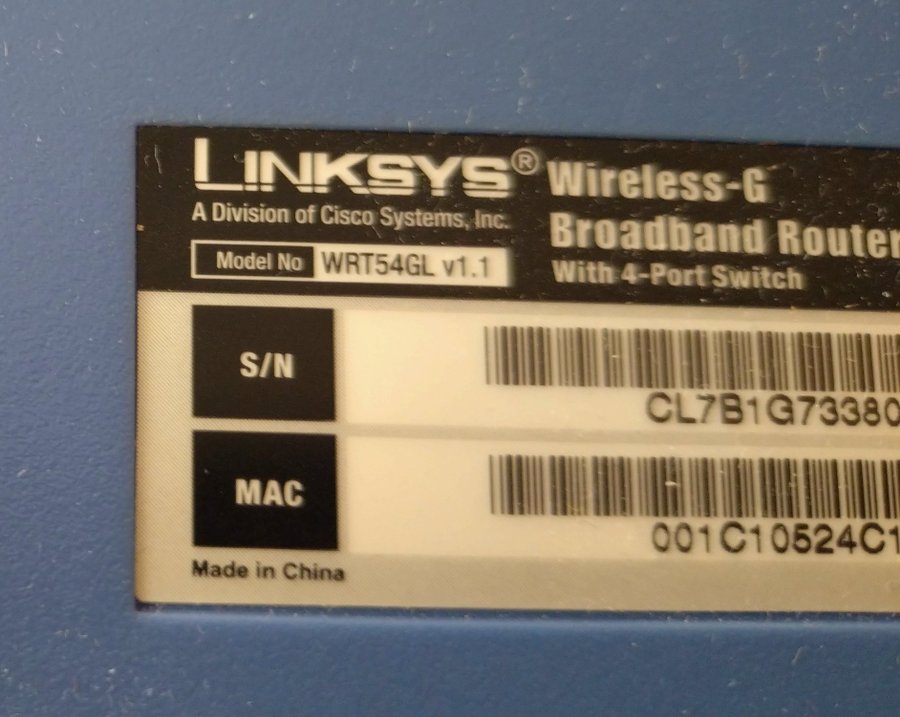 LINKSYS®
A Division of Cisco Systems, Inc.
Model No WRT54GL v1.1
Wireless-G
Broadband Router
With 4-Port Switch
S/N
CL7B1G73380
MAC
001C10524C1
Made in China